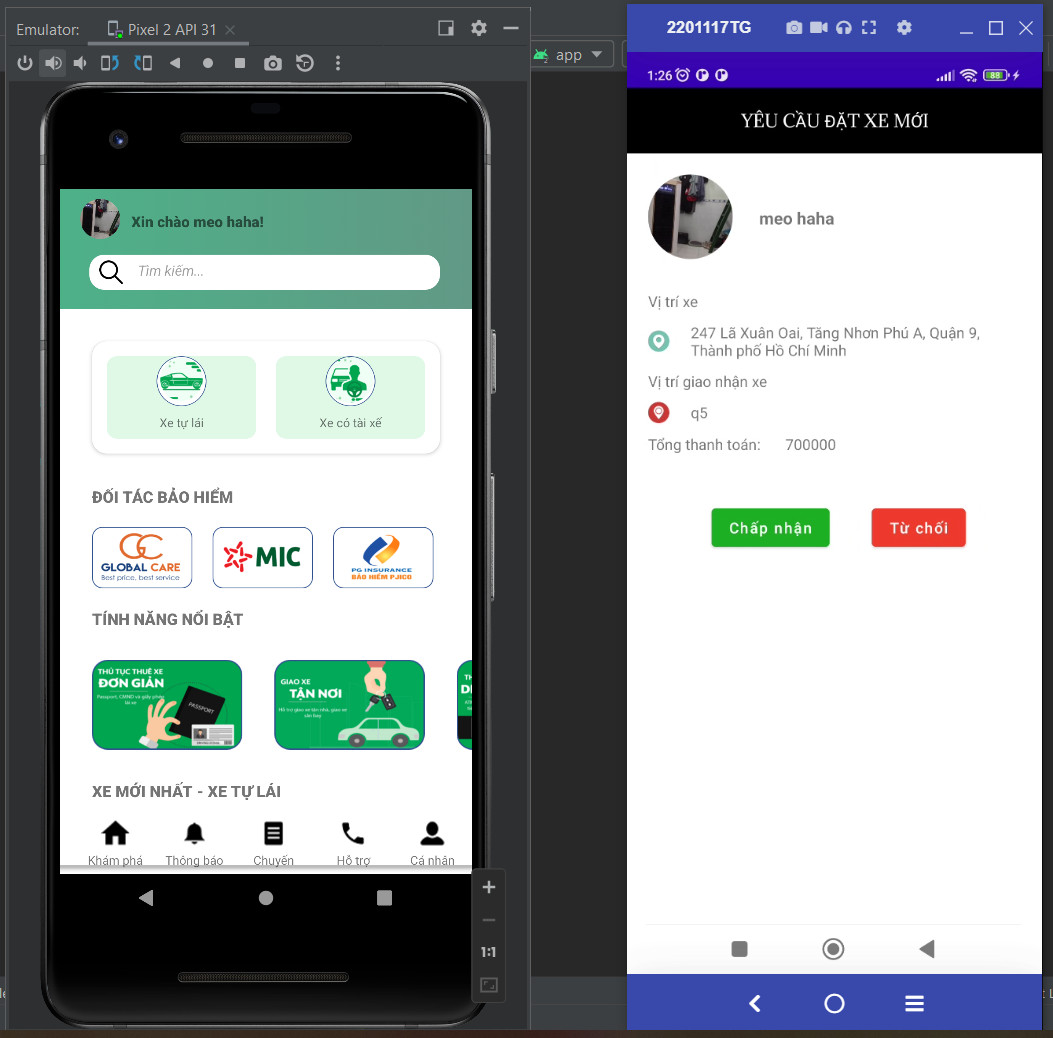 Emulator:
Pixel 2 API 31
app
Xin chào meo haha!
Tìm kiếm...
Xe tự lái
Xe có tài xế
ĐỐI TÁC BẢO HIỂM
GC
GLOBAL CARE
Best price, best service
MIC
PG INSURANCE
BẢO HIỂM PJICO
TÍNH NĂNG NỔI BẬT
THỦ TỤC THUÊ XE
ĐƠN GIẢN
Passport, CMND và giấy phép
lái xe
PASSPORT
GIAO XE
TẬN NƠI
Hỗ trợ giao xe tận nhà, giao xe
sân bay
XE MỚI NHẤT - XE TỰ LÁI
Khám phá
Thông báo
Chuyến
Hỗ trợ
Cá nhân
1:1
2201117TG
1:26
88
YÊU CẦU ĐẶT XE MỚI
meo haha
Vị trí xe
247 Lã Xuân Oai, Tăng Nhơn Phú A, Quận 9,
Thành phố Hồ Chí Minh
Vị trí giao nhận xe
q5
Tổng thanh toán: 700000
Chấp nhận
Từ chối